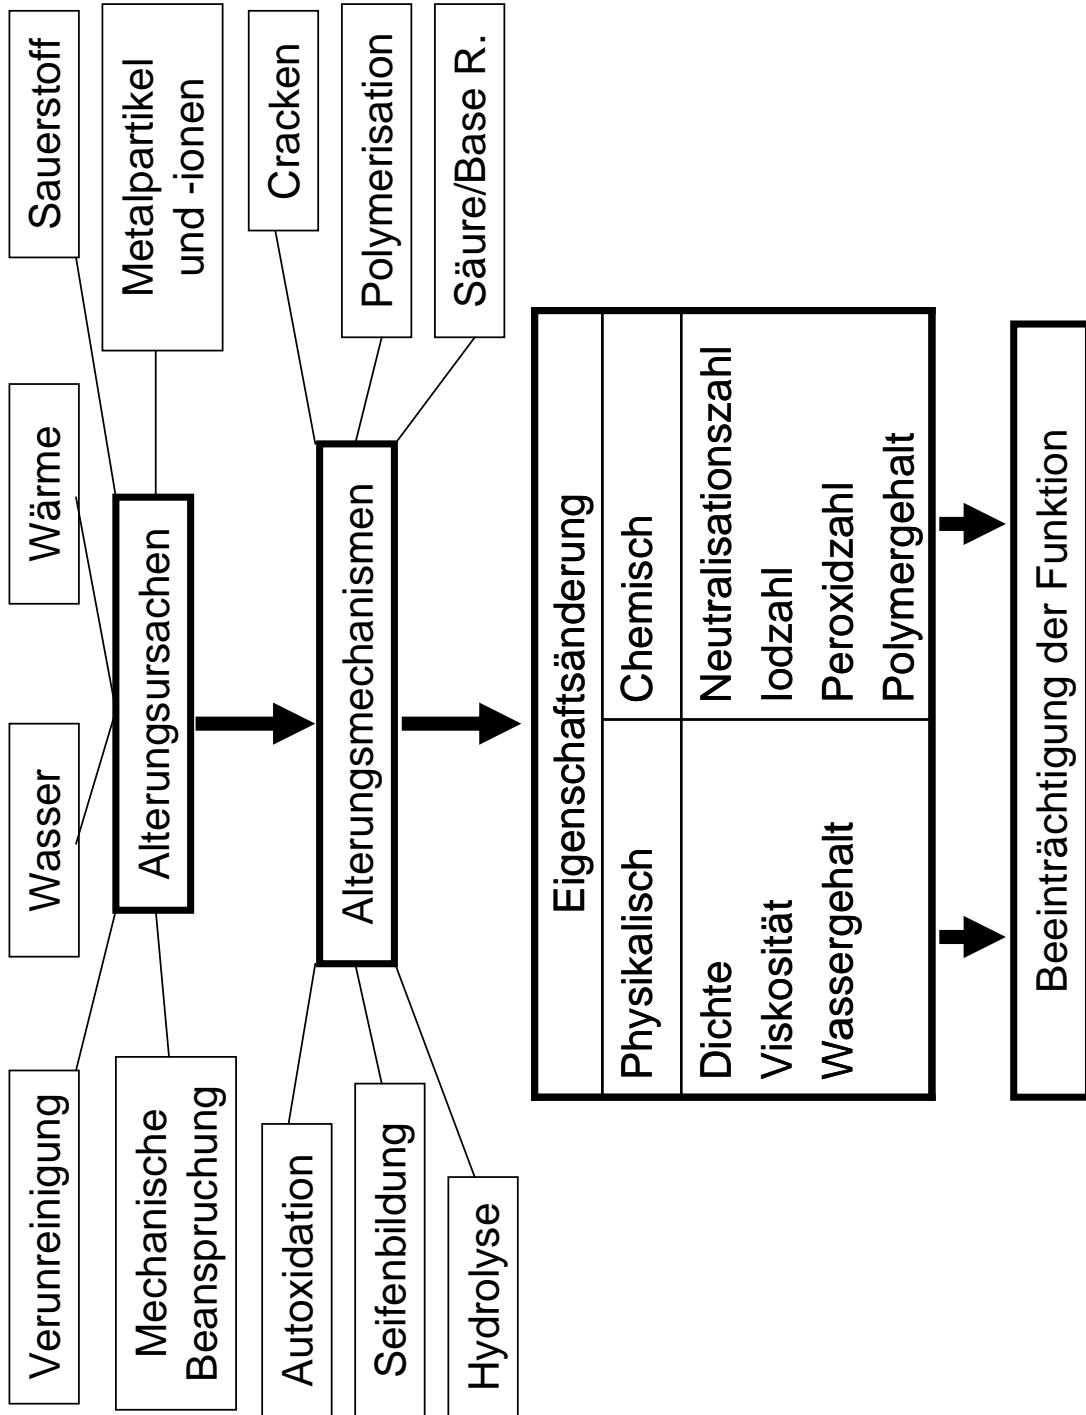 Verunreinigung
Wasser
Wärme
Sauerstoff
Mechanische
Beanspruchung
Alterungsursachen
Metalpartikel
und -ionen
Autoxidation
Seifenbildung
Hydrolyse
Alterungsmechanismen
Cracken
Polymerisation
Säure/Base R.
Eigenschaftsänderung
Physikalisch
Chemisch
Dichte
Viskosität
Wassergehalt
Neutralisationszahl
Iodzahl
Peroxidzahl
Polymergehalt
Beeinträchtigung der Funktion